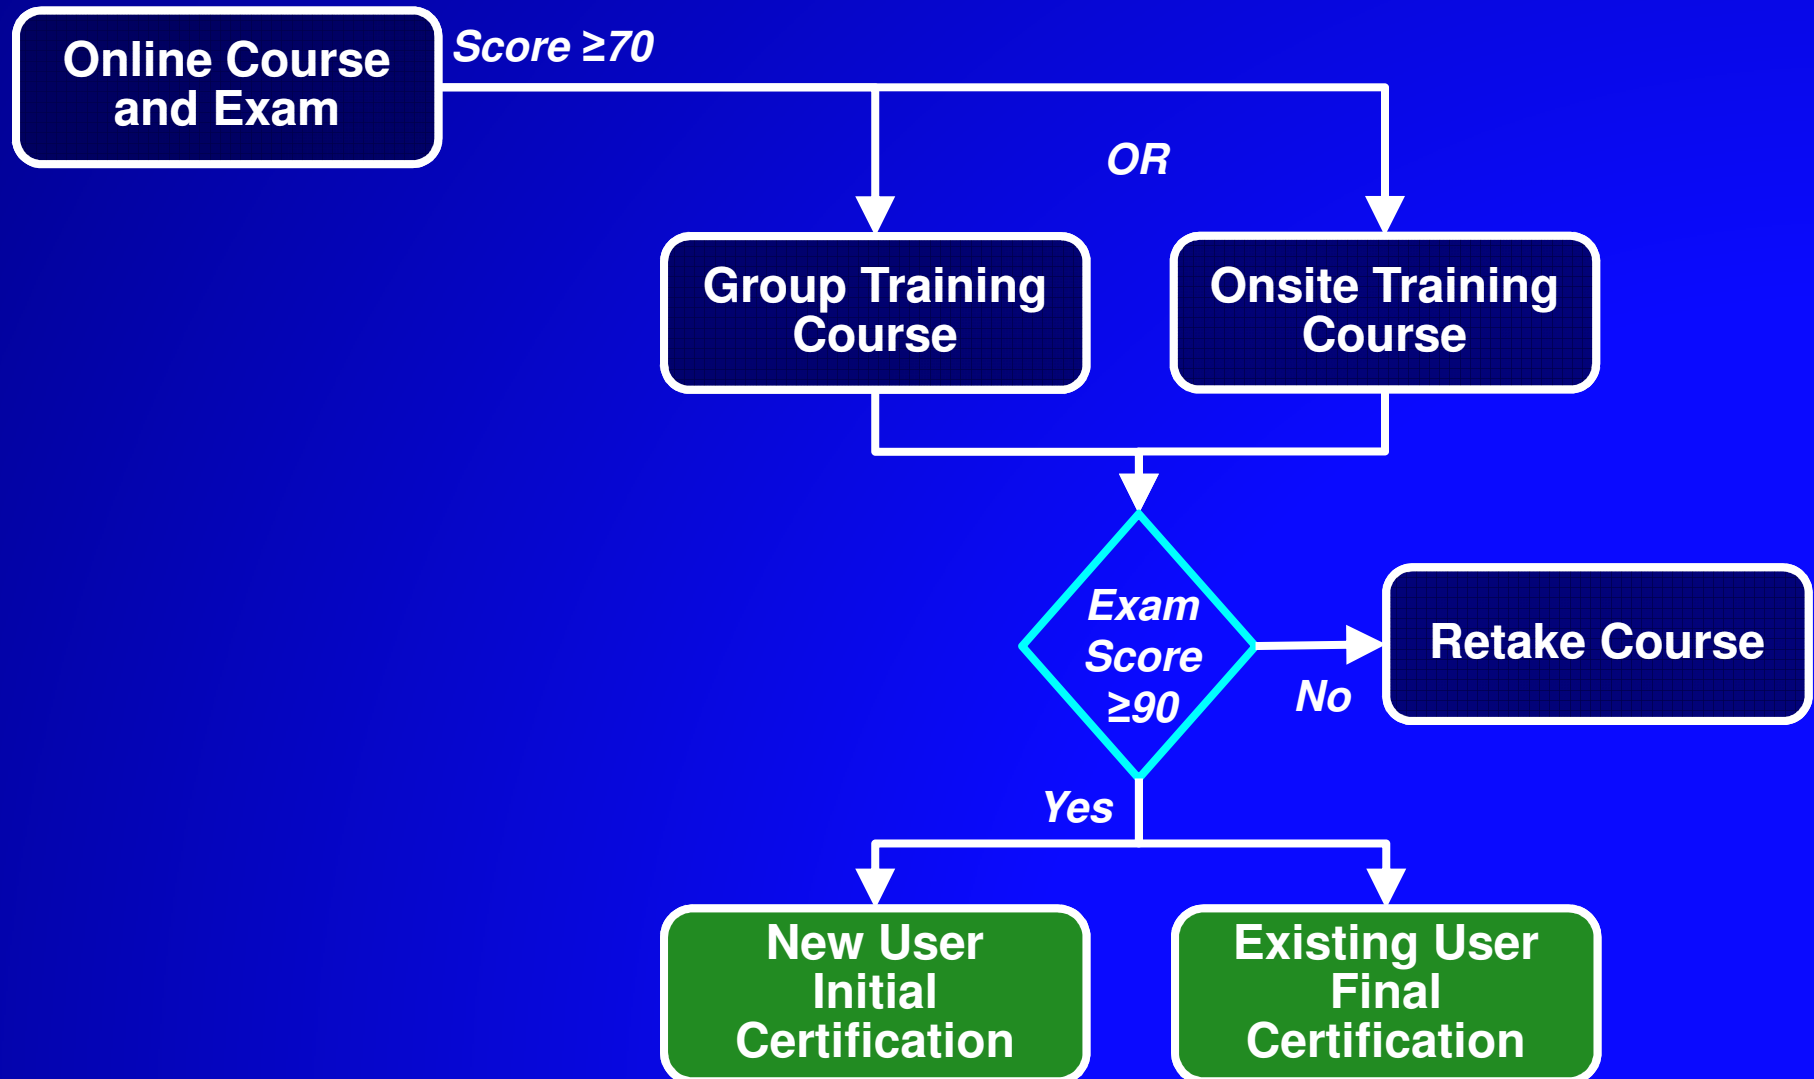 Online Course
and Exam
Score ≥70
OR
Group Training
Course
Onsite Training
Course
Exam
Score
≥90
No
Retake Course
Yes
New User
Initial
Certification
Existing User
Final
Certification